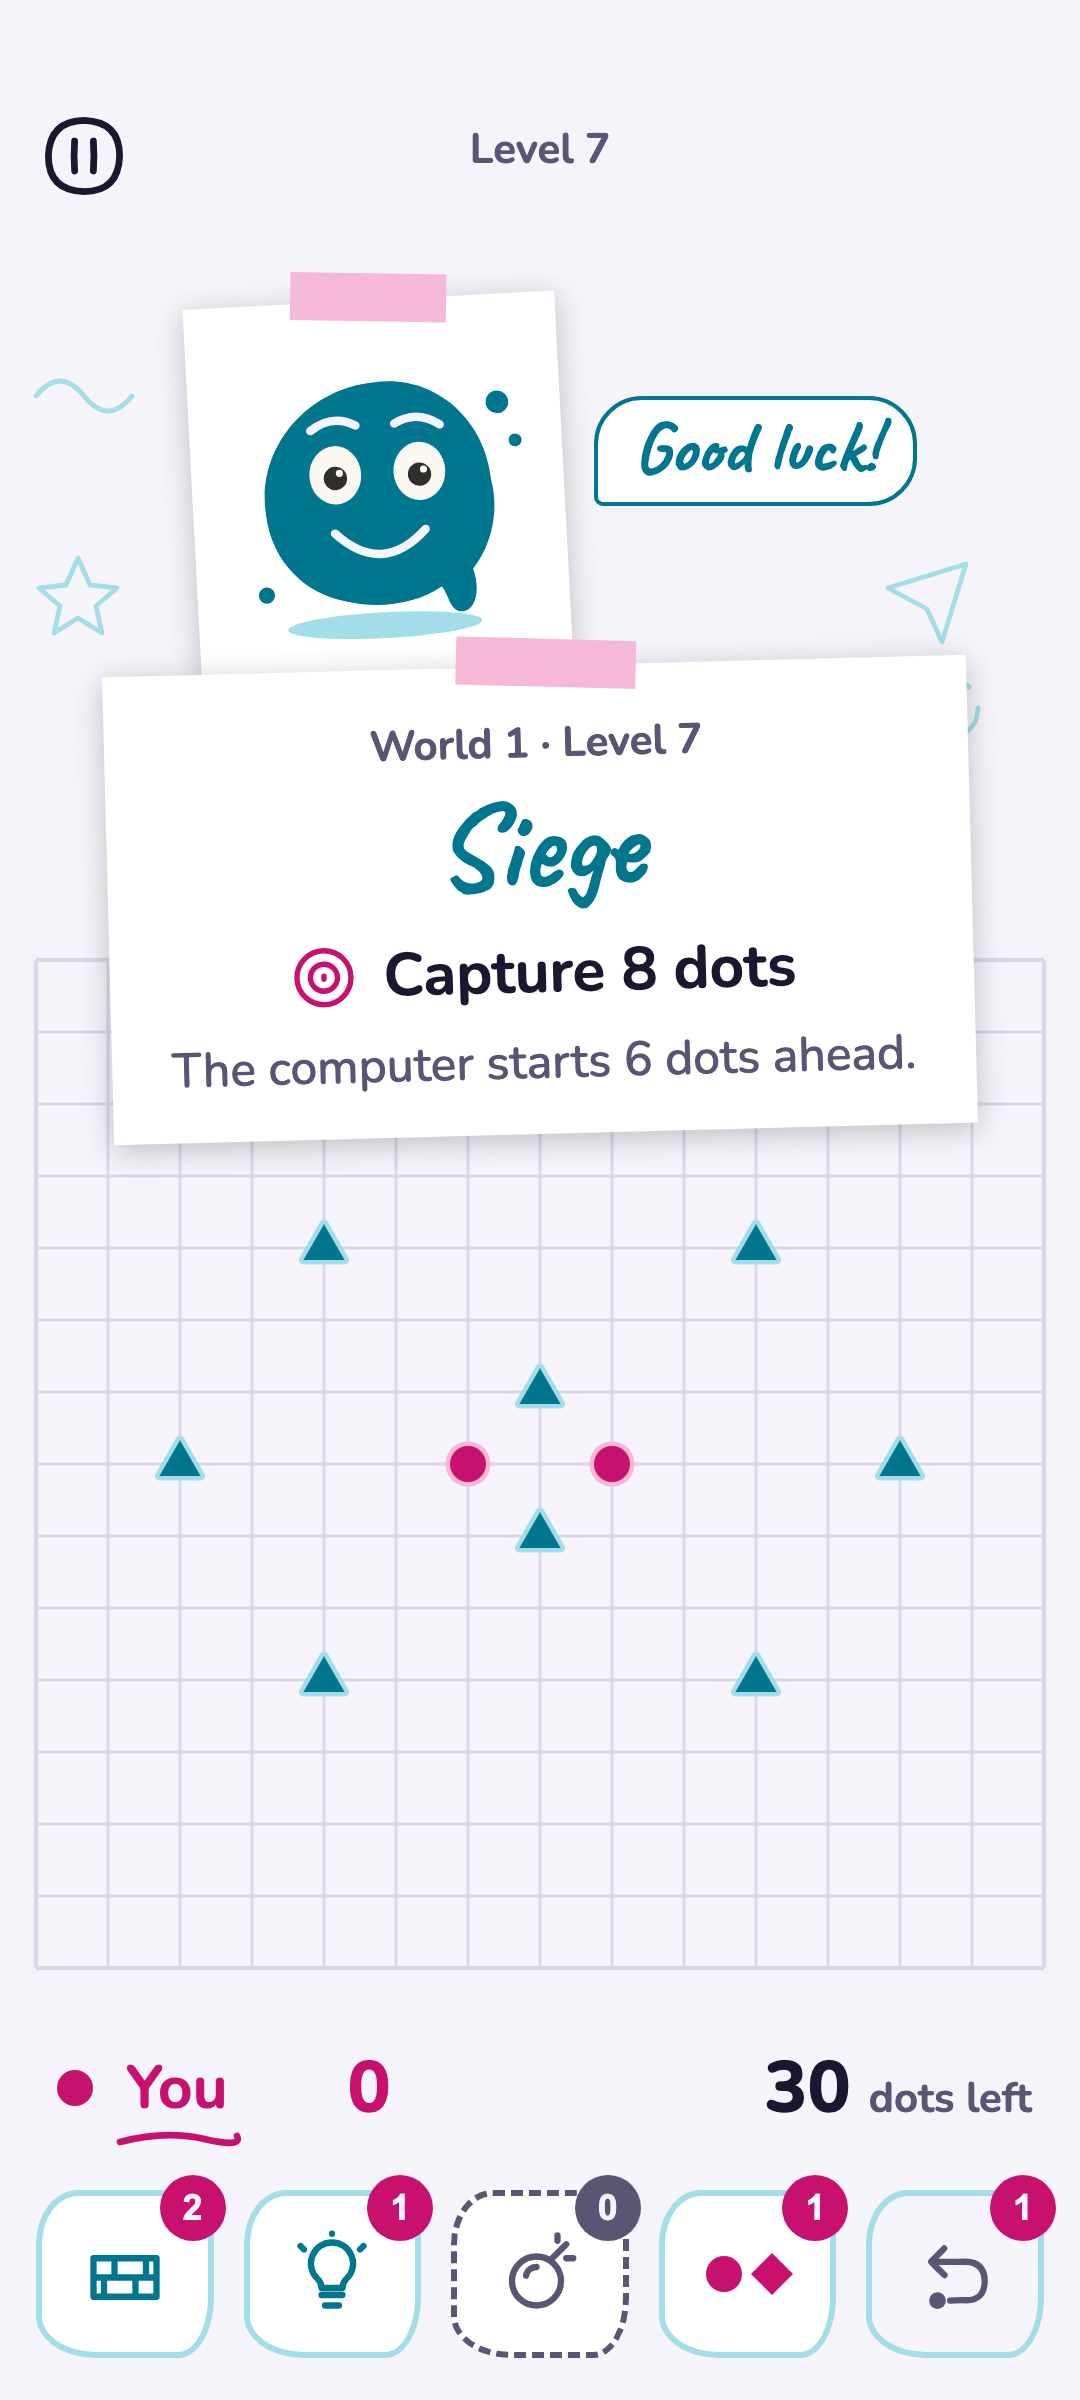 Level 7
Good luck!
World 1 · Level 7
Siege
Capture 8 dots
The computer starts 6 dots ahead.
You 0 30 dots left
2 1 0 1 1